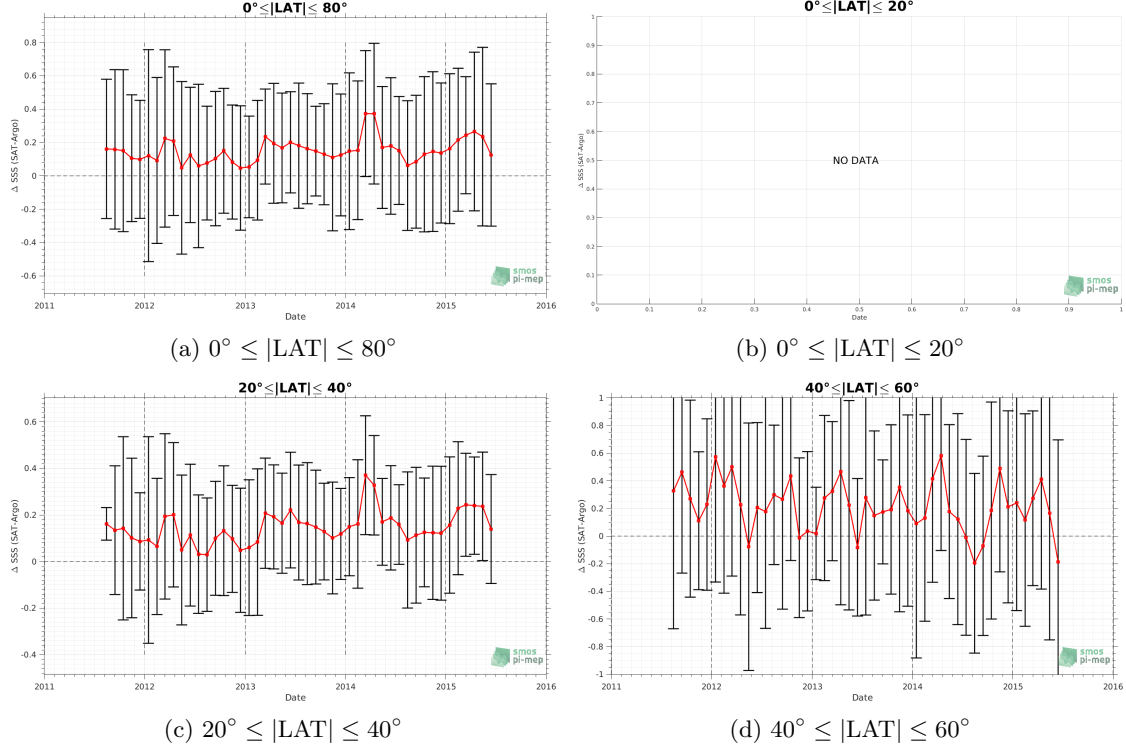 0°≤|LAT|≤ 80°
Δ SSS (SAT-Argo)
0.8
0.6
0.4
0.2
0
-0.2
-0.4
-0.6
2011 2012 2013 2014 2015 2016
Date
smos
pi-mep
(a) 0° ≤ |LAT| ≤ 80°
0°≤|LAT|≤ 20°
Δ SSS (SAT-Argo)
1
0.9
0.8
0.7
0.6
0.5
0.4
0.3
0.2
0.1
0
NO DATA
0 0.1 0.2 0.3 0.4 0.5 0.6 0.7 0.8 0.9 1
Date
smos
pi-mep
(b) 0° ≤ |LAT| ≤ 20°
20°≤|LAT|≤ 40°
Δ SSS (SAT-Argo)
0.6
0.4
0.2
0
-0.2
-0.4
2011 2012 2013 2014 2015 2016
Date
smos
pi-mep
(c) 20° ≤ |LAT| ≤ 40°
40°≤|LAT|≤ 60°
Δ SSS (SAT-Argo)
1
0.8
0.6
0.4
0.2
0
-0.2
-0.4
-0.6
-0.8
-1
2011 2012 2013 2014 2015 2016
Date
smos
pi-mep
(d) 40° ≤ |LAT| ≤ 60°